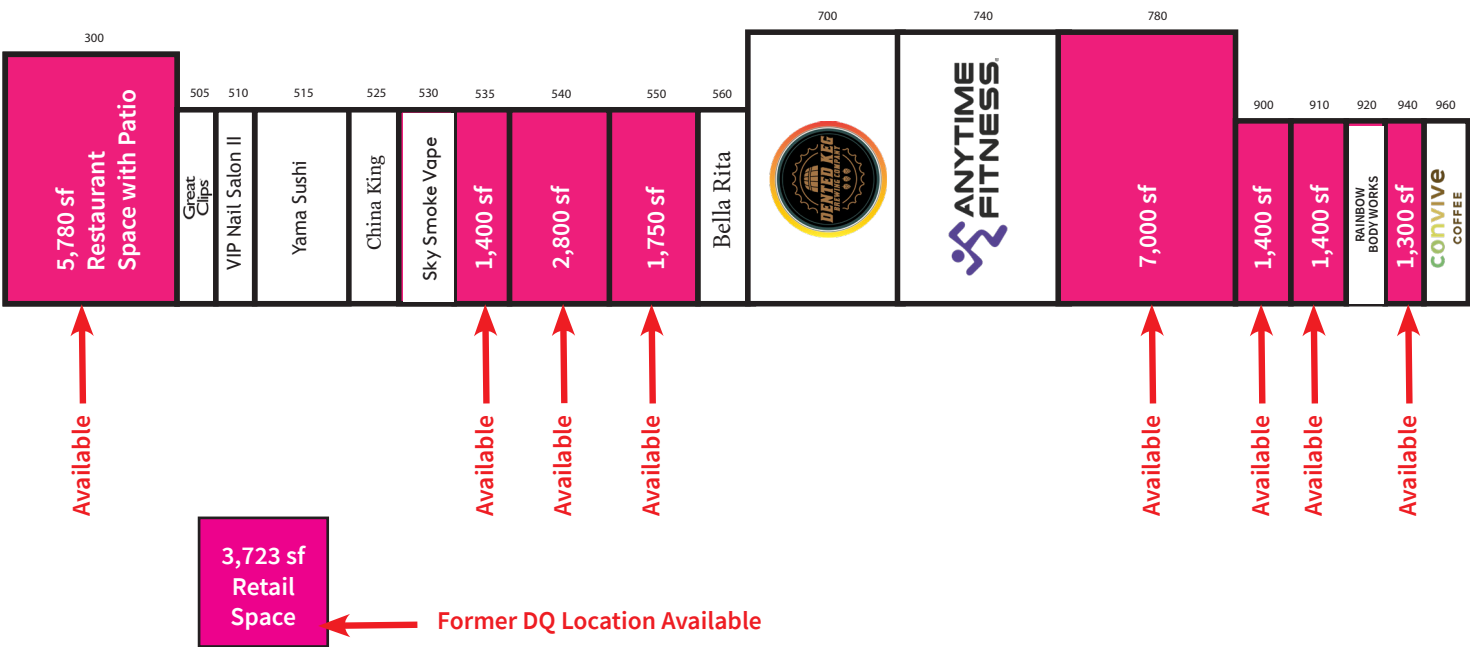 300
505
510
515
525
530
535
540
550
560
700
740
780
900
910
920
940
960
5,780 sf
Restaurant
Space with Patio
Great
Clips
VIP Nail Salon II
Yama Sushi
China King
Sky Smoke Vape
1,400 sf
2,800 sf
1,750 sf
Bella Rita
DENTED KEG
BREWING COMPANY
ANYTIME
FITNESS®
7,000 sf
1,400 sf
1,400 sf
RAINBOW
BODY WORKS
1,300 sf
convive
COFFEE
Available
Available
Available
Available
Available
Available
Available
Available
3,723 sf
Retail
Space
Former DQ Location Available